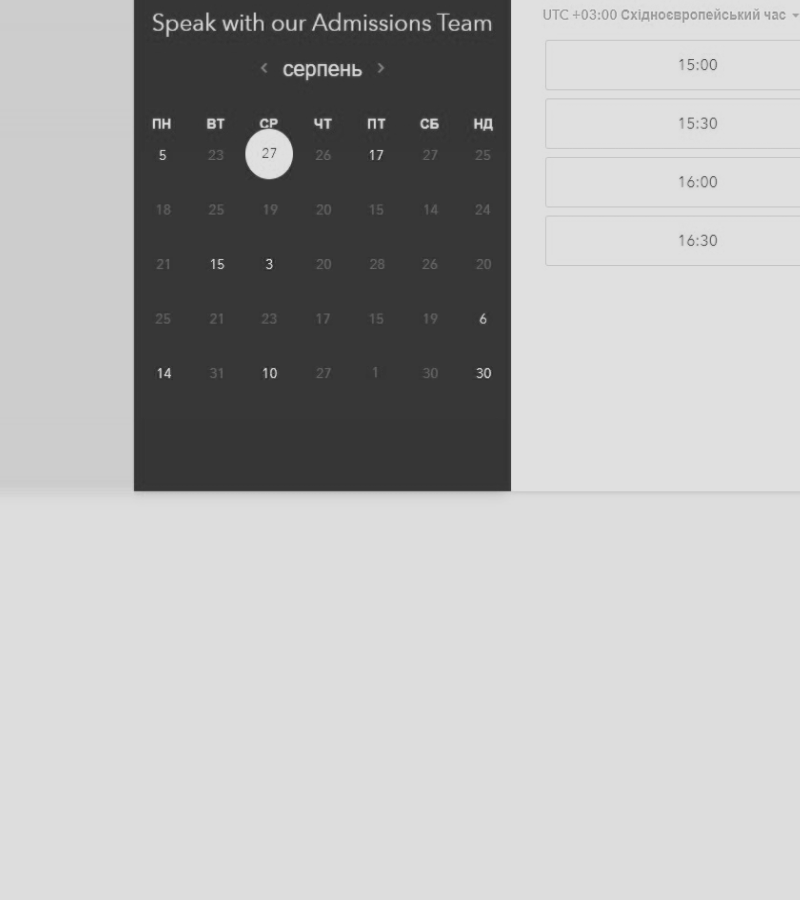 Speak with our Admissions Team
серпень
ПН ВТ СР ЧТ ПТ СБ НД
5 23 27 26 17 27 25
18 25 19 20 15 14 24
21 15 3 20 28 26 20
25 21 23 17 15 19 6
14 31 10 27 1 30 30
UTC +03:00 Східноєвропейський час
15:00
15:30
16:00
16:30